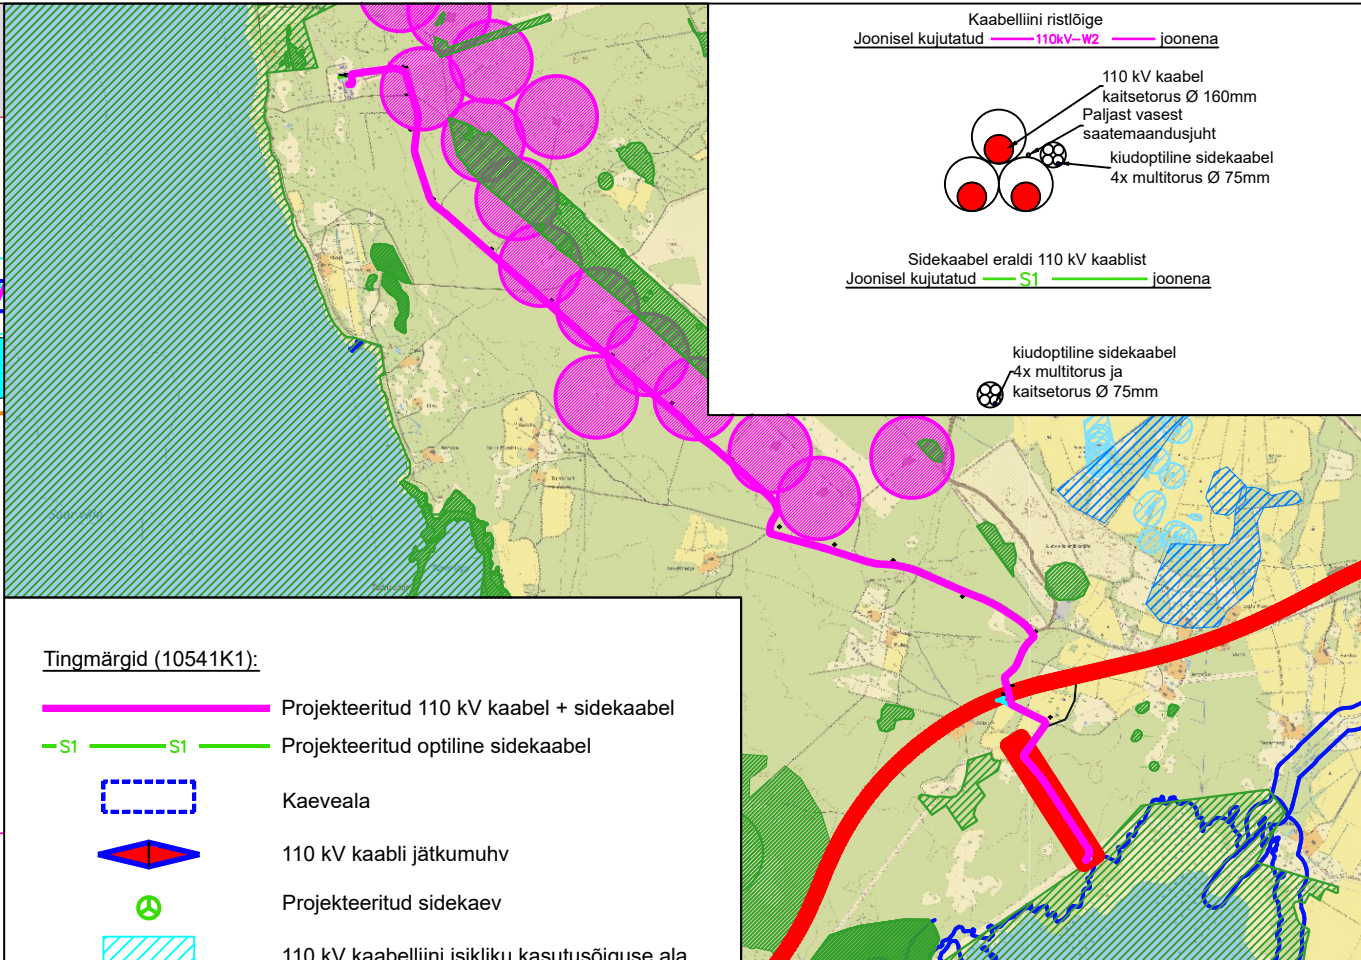 Kaabelliini ristlõige
Joonisel kujutatud 110kV-W2 joonena
110 kV kaabel
kaitsetorus Ø 160mm
Paljast vasest
saatemaandusjuht
kiudoptiline sidekaabel
4x multitorus Ø 75mm
Sidekaabel eraldi 110 kV kaablist
Joonisel kujutatud S1 joonena
kiudoptiline sidekaabel
4x multitorus ja
kaitsetorus Ø 75mm
Tingmärgid (10541K1):
Projekteeritud 110 kV kaabel + sidekaabel
S1 S1 Projekteeritud optiline sidekaabel
Kaeveala
110 kV kaabli jätkumuhv
Projekteeritud sidekaev
110 kV kaabelliini isikliku kasutusõiguse ala